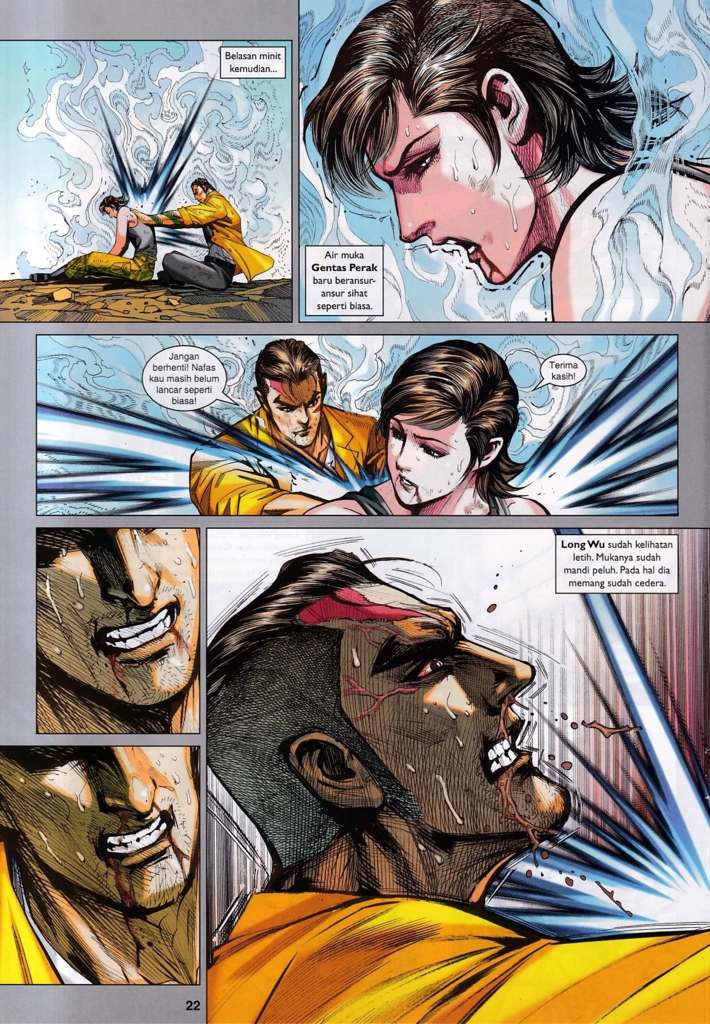 Belasan minit
kemudian...
Air muka
Gentas Perak
baru beransur-
ansur sihat
seperti biasa.
Jangan
berhenti! Nafas
kau masih belum
lancar seperti
biasa!
Terima
kasih!
Long Wu sudah kelihatan
letih. Mukanya sudah
mandi peluh. Pada hal dia
memang sudah cedera.
22